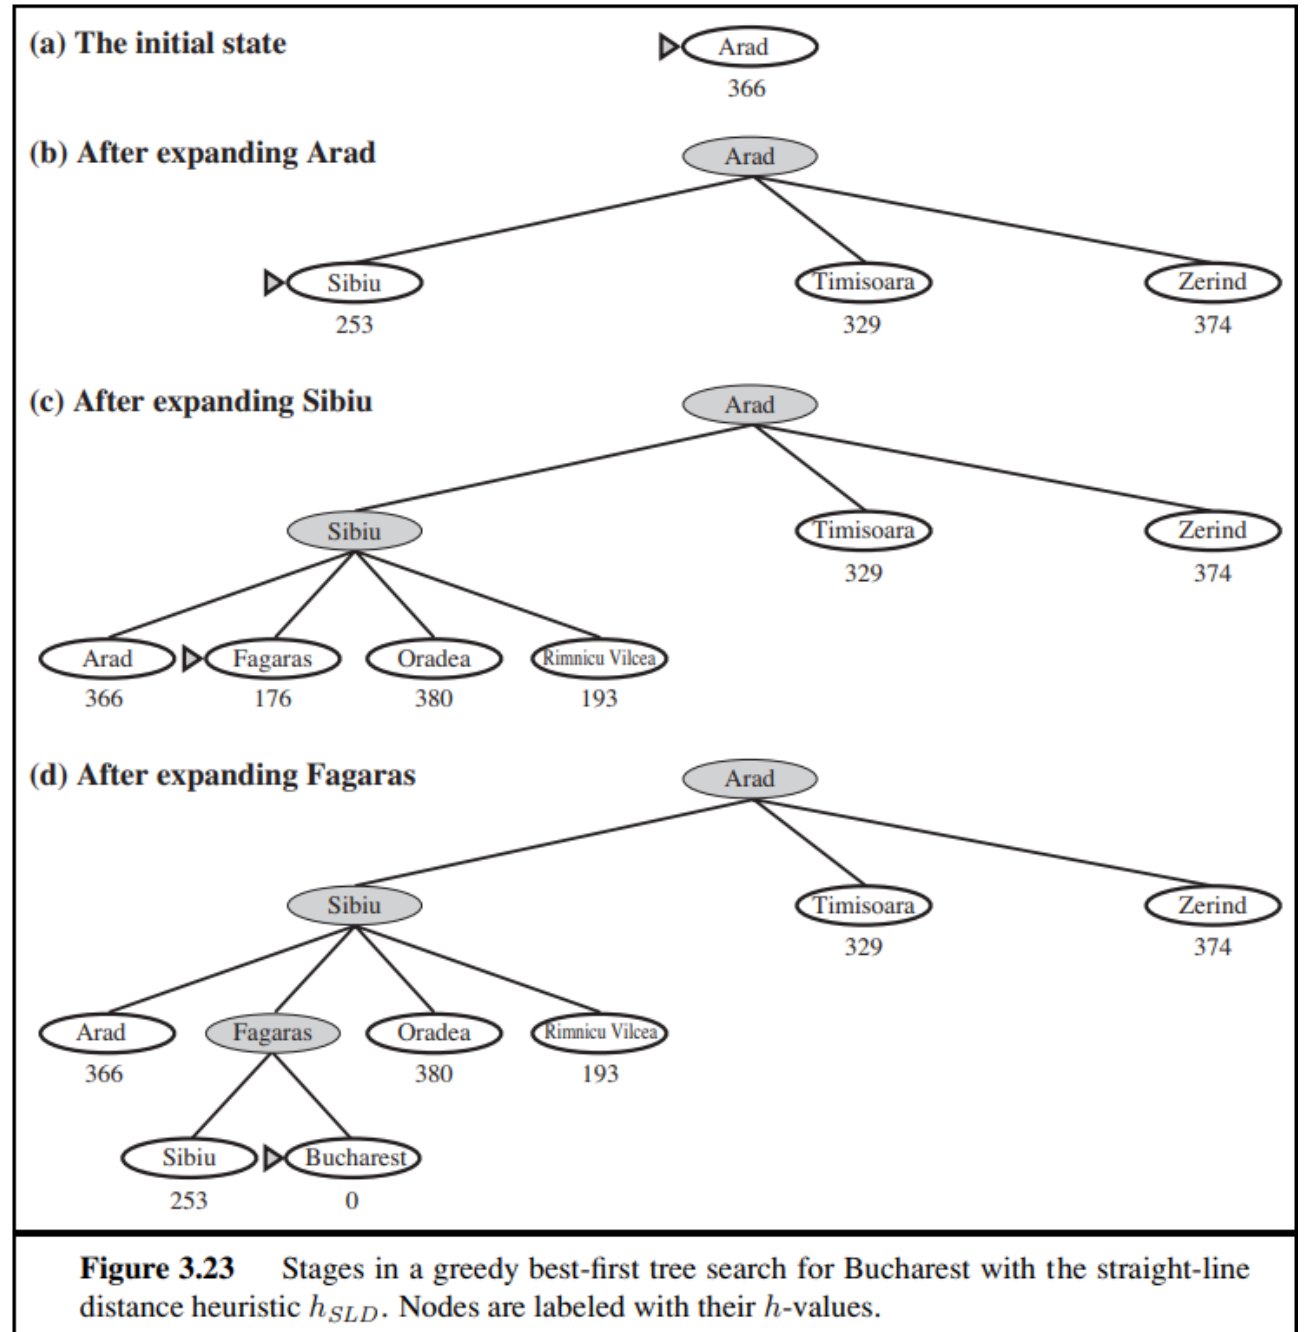 (a) The initial state
Arad
366
(b) After expanding Arad
Arad
Sibiu Timisoara Zerind
253 329 374
(c) After expanding Sibiu
Arad
Sibiu Timisoara Zerind
329 374
Arad Fagaras Oradea Rimnicu Vilcea
366 176 380 193
(d) After expanding Fagaras
Arad
Sibiu Timisoara Zerind
329 374
Arad Fagaras Oradea Rimnicu Vilcea
366 380 193
Sibiu Bucharest
253 0
Figure 3.23 Stages in a greedy best-first tree search for Bucharest with the straight-line
distance heuristic hSLD. Nodes are labeled with their h-values.